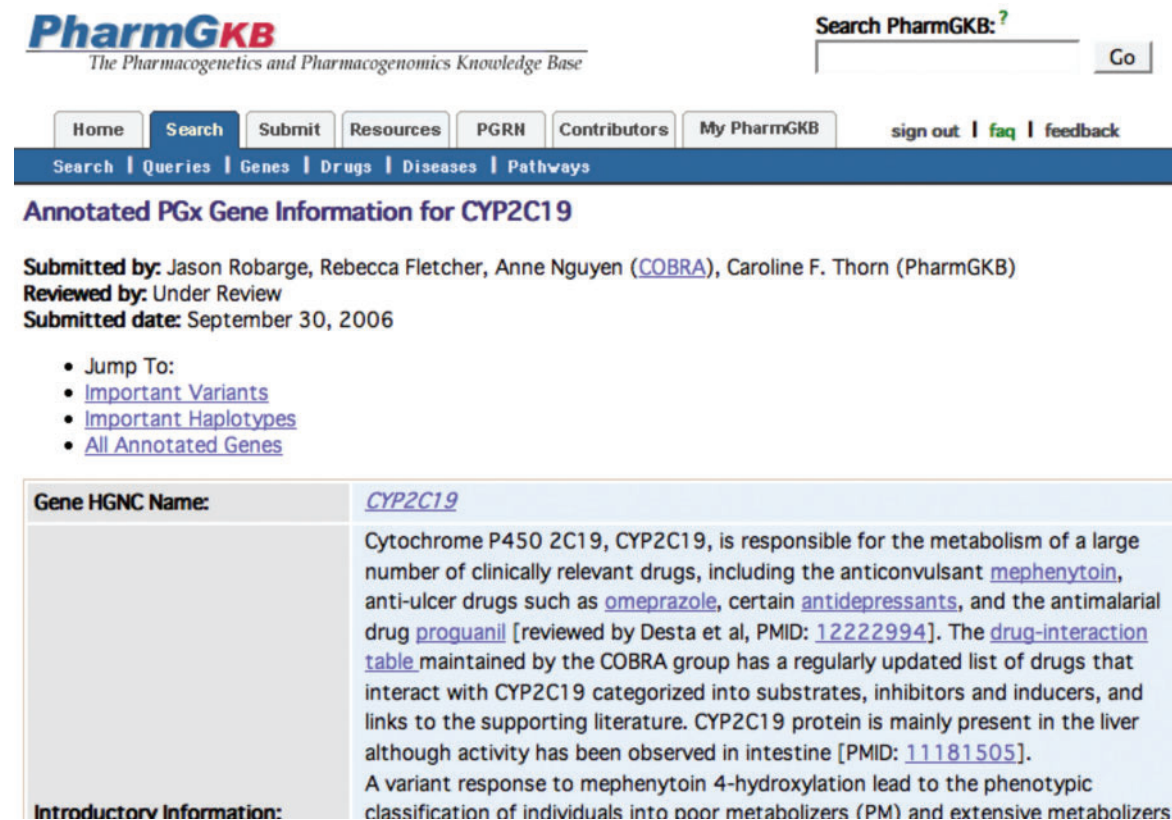 PharmGKB
The Pharmacogenetics and Pharmacogenomics Knowledge Base
Search PharmGKB: ?
Go
Home Search Submit Resources PGRN Contributors My PharmGKB sign out | faq | feedback
Search | Queries | Genes | Drugs | Diseases | Pathways
Annotated PGx Gene Information for CYP2C19
Submitted by: Jason Robarge, Rebecca Fletcher, Anne Nguyen (COBRA), Caroline F. Thorn (PharmGKB)
Reviewed by: Under Review
Submitted date: September 30, 2006
• Jump To:
• Important Variants
• Important Haplotypes
• All Annotated Genes
Gene HGNC Name: CYP2C19
Cytochrome P450 2C19, CYP2C19, is responsible for the metabolism of a large
number of clinically relevant drugs, including the anticonvulsant mephenytoin,
anti-ulcer drugs such as omeprazole, certain antidepressants, and the antimalarial
drug proguanil [reviewed by Desta et al, PMID: 12222994]. The drug-interaction
table maintained by the COBRA group has a regularly updated list of drugs that
interact with CYP2C19 categorized into substrates, inhibitors and inducers, and
links to the supporting literature. CYP2C19 protein is mainly present in the liver
although activity has been observed in intestine [PMID: 11181505].
A variant response to mephenytoin 4-hydroxylation lead to the phenotypic
Introductory Information: classification of individuals into poor metabolizers (PM) and extensive metabolizers